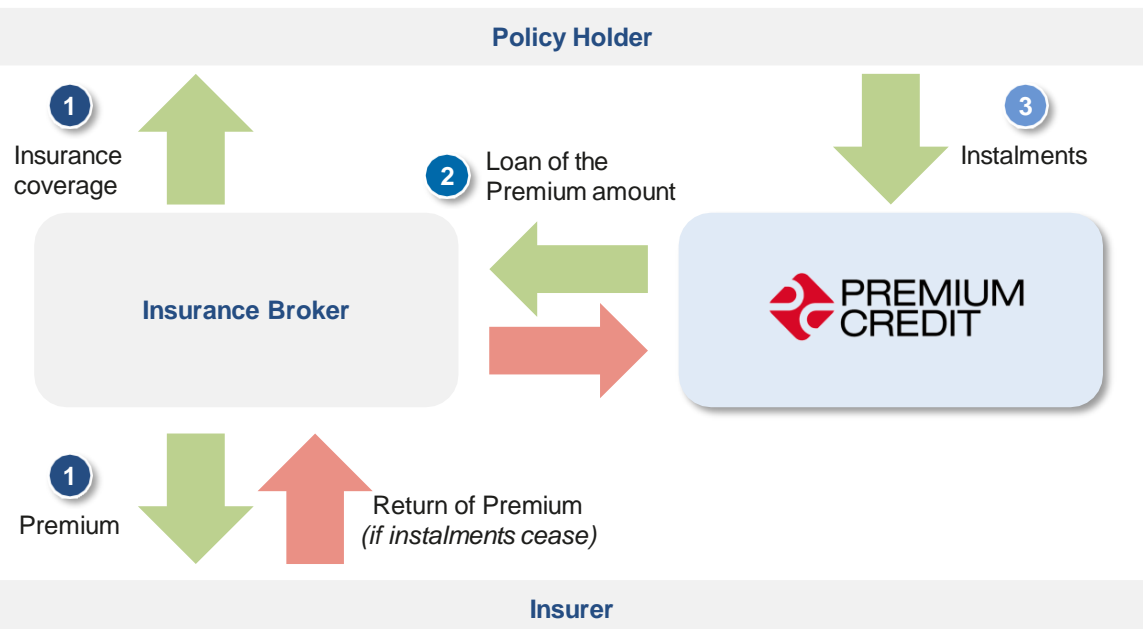 Policy Holder
1
Insurance
coverage
3
Instalments
2
Loan of the
Premium amount
Insurance Broker
PREMIUM
CREDIT
1
Premium
Return of Premium
(if instalments cease)
Insurer